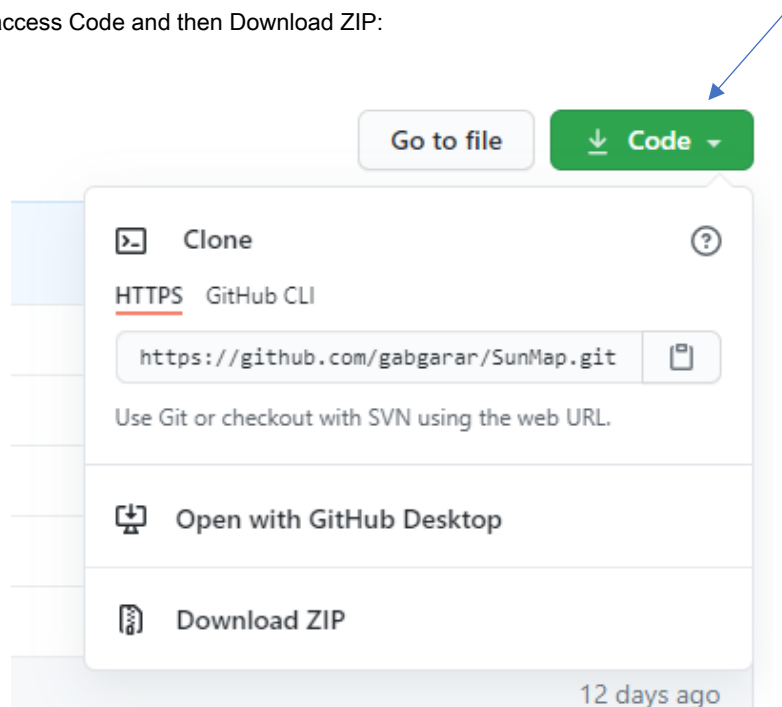 access Code and then Download ZIP:
Go to file
Code
Clone
HTTPS GitHub CLI
https://github.com/gabgarar/SunMap.git
Use Git or checkout with SVN using the web URL.
Open with GitHub Desktop
Download ZIP
12 days ago